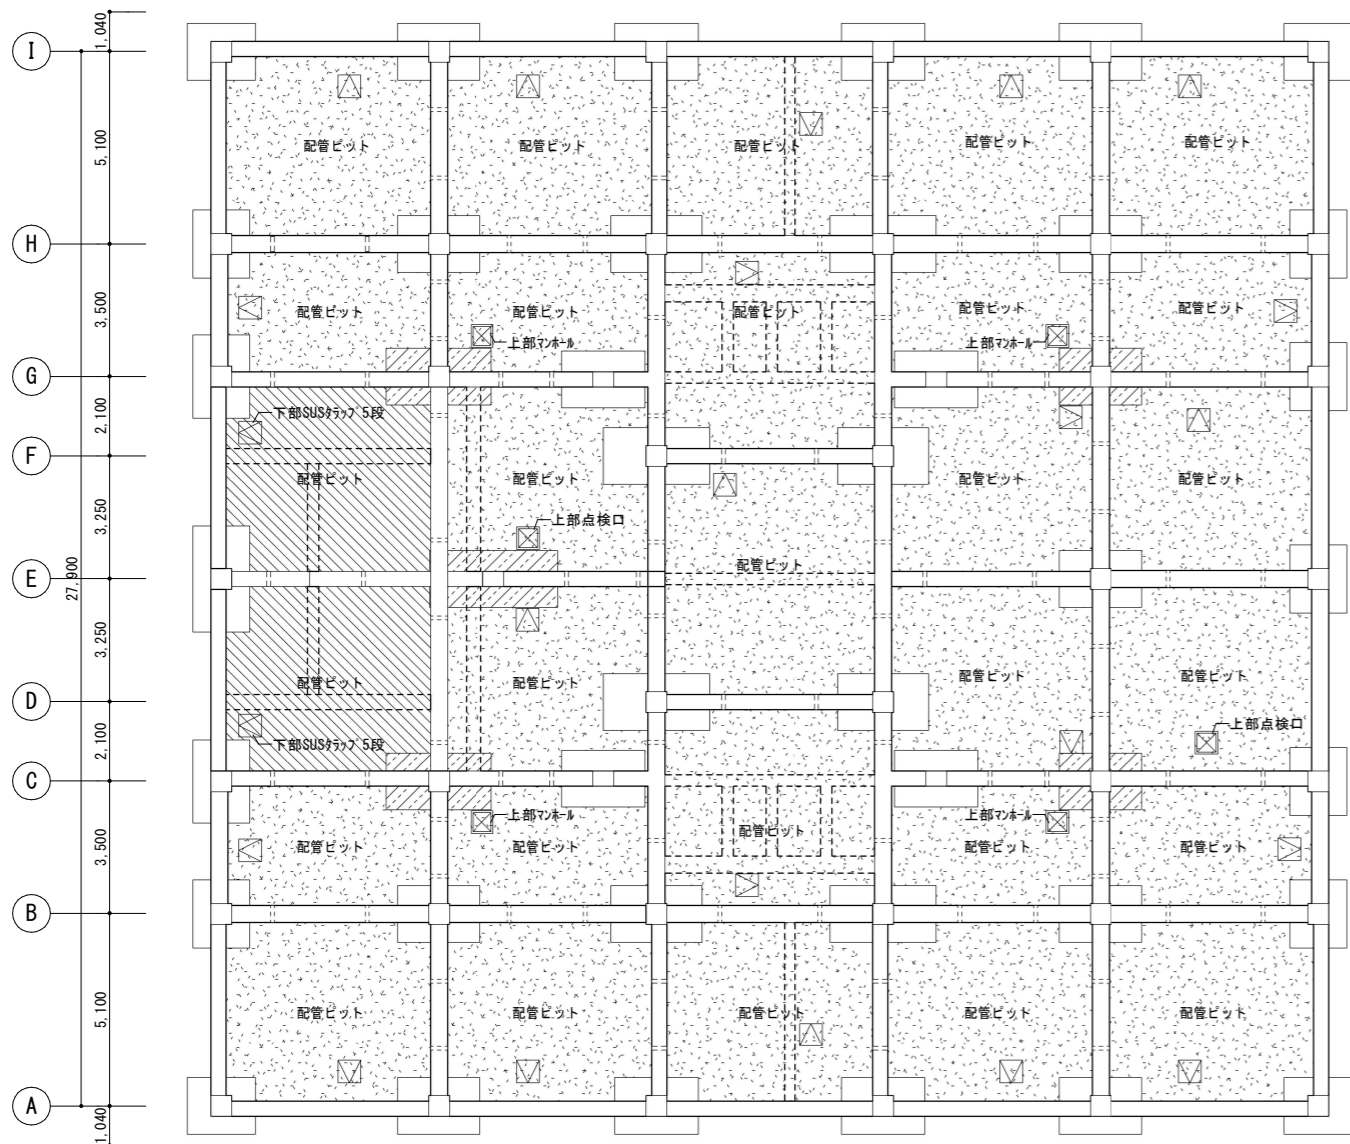 1,040
I
5,100
配管ピット 配管ピット 配管ピット 配管ピット 配管ピット
H
3,500
配管ピット 配管ピット 配管ピット 配管ピット 配管ピット
上部マンホール 上部マンホール
G
2,100
下部SUSタラップ 5段
F
配管ピット 配管ピット 配管ピット 配管ピット
3,250
上部点検口
配管ピット
E
27,900
3,250
配管ピット 配管ピット 配管ピット 配管ピット
D
2,100
下部SUSタラップ 5段 上部点検口
C
上部マンホール 上部マンホール
3,500
配管ピット 配管ピット 配管ピット 配管ピット 配管ピット
B
5,100
配管ピット 配管ピット 配管ピット 配管ピット 配管ピット
A
1,040